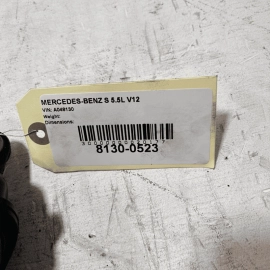 MERCEDES-BENZ S 5.5L V12
VIN: A049130
Weight:
Dimensions:
8130-0523